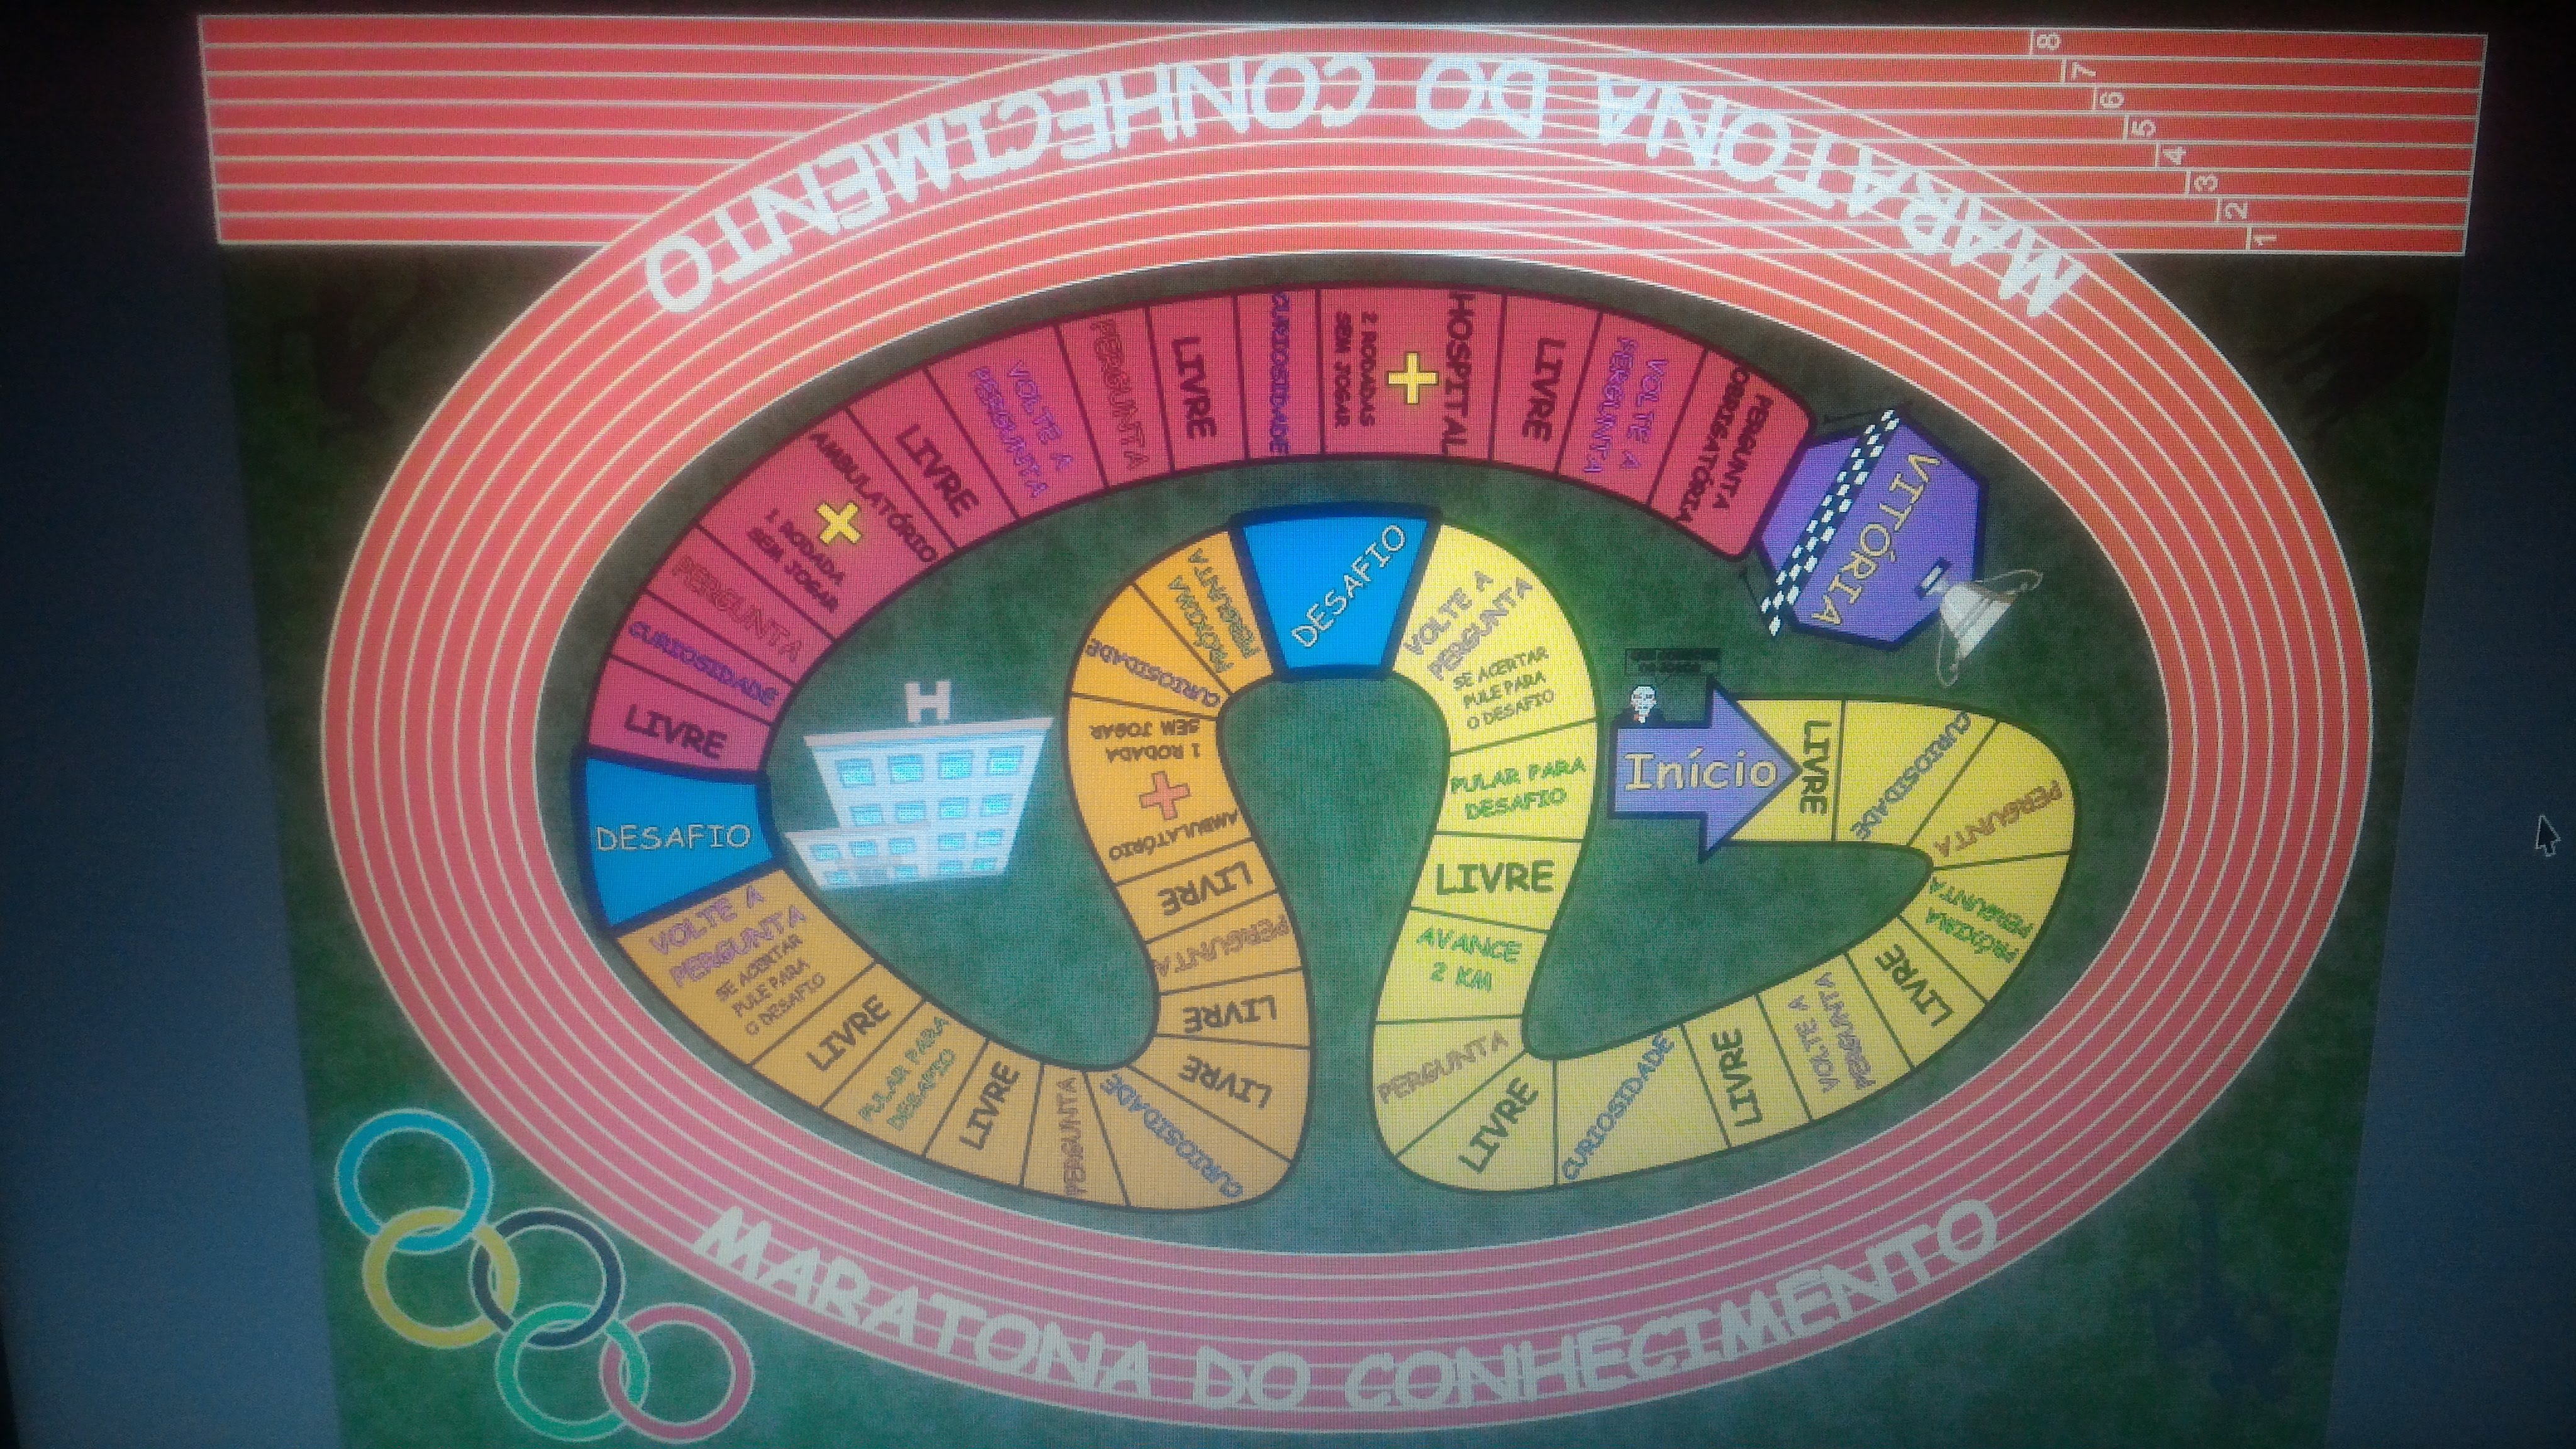 MARATONA DO CONHECIMENTO
8
7
6
5
4
3
2
1
Início
LIVRE
CURIOSIDADE
PERGUNTA
PRÓXIMA
PERGUNTA
LIVRE
VOLTE A
PERGUNTA
LIVRE
CURIOSIDADE
LIVRE
PERGUNTA
AVANCE
2 KM
LIVRE
PULAR PARA
DESAFIO
VOLTE A
PERGUNTA
SE ACERTAR
PULE PARA
O DESAFIO
DESAFIO
PRÓXIMA
PERGUNTA
CURIOSIDADE
AMBULATÓRIO
1 RODADA
SEM JOGAR
LIVRE
PERGUNTA
LIVRE
LIVRE
CURIOSIDADE
PERGUNTA
LIVRE
PULAR PARA
DESAFIO
LIVRE
VOLTE A
PERGUNTA
SE ACERTAR
PULE PARA
O DESAFIO
DESAFIO
LIVRE
CURIOSIDADE
PERGUNTA
AMBULATÓRIO
1 RODADA
SEM JOGAR
LIVRE
VOLTE A
PERGUNTA
PERGUNTA
LIVRE
CURIOSIDADE
HOSPITAL
2 RODADAS
SEM JOGAR
LIVRE
VOLTE A
PERGUNTA
PERGUNTA
OBRIGATÓRIA
VITÓRIA
H
MARATONA DO CONHECIMENTO